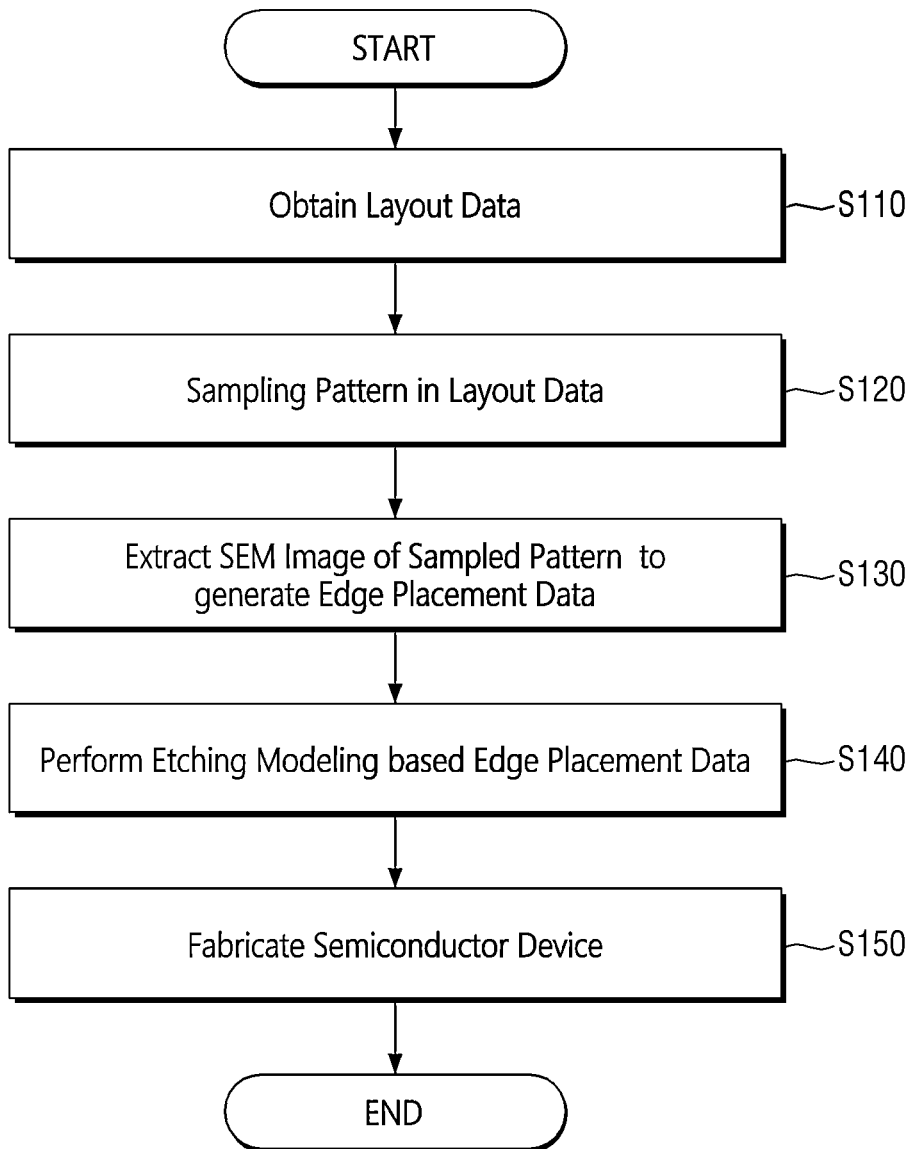 START
Obtain Layout Data
S110
Sampling Pattern in Layout Data
S120
Extract SEM Image of Sampled Pattern to
generate Edge Placement Data
S130
Perform Etching Modeling based Edge Placement Data
S140
Fabricate Semiconductor Device
S150
END